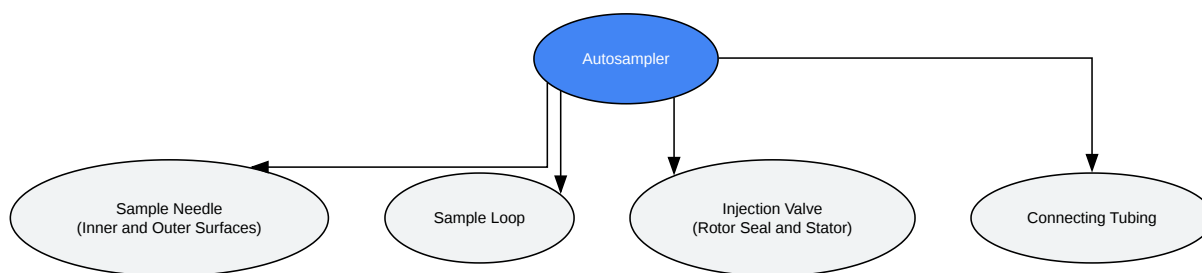 Autosampler
Sample Needle
(Inner and Outer Surfaces)
Sample Loop
Injection Valve
(Rotor Seal and Stator)
Connecting Tubing